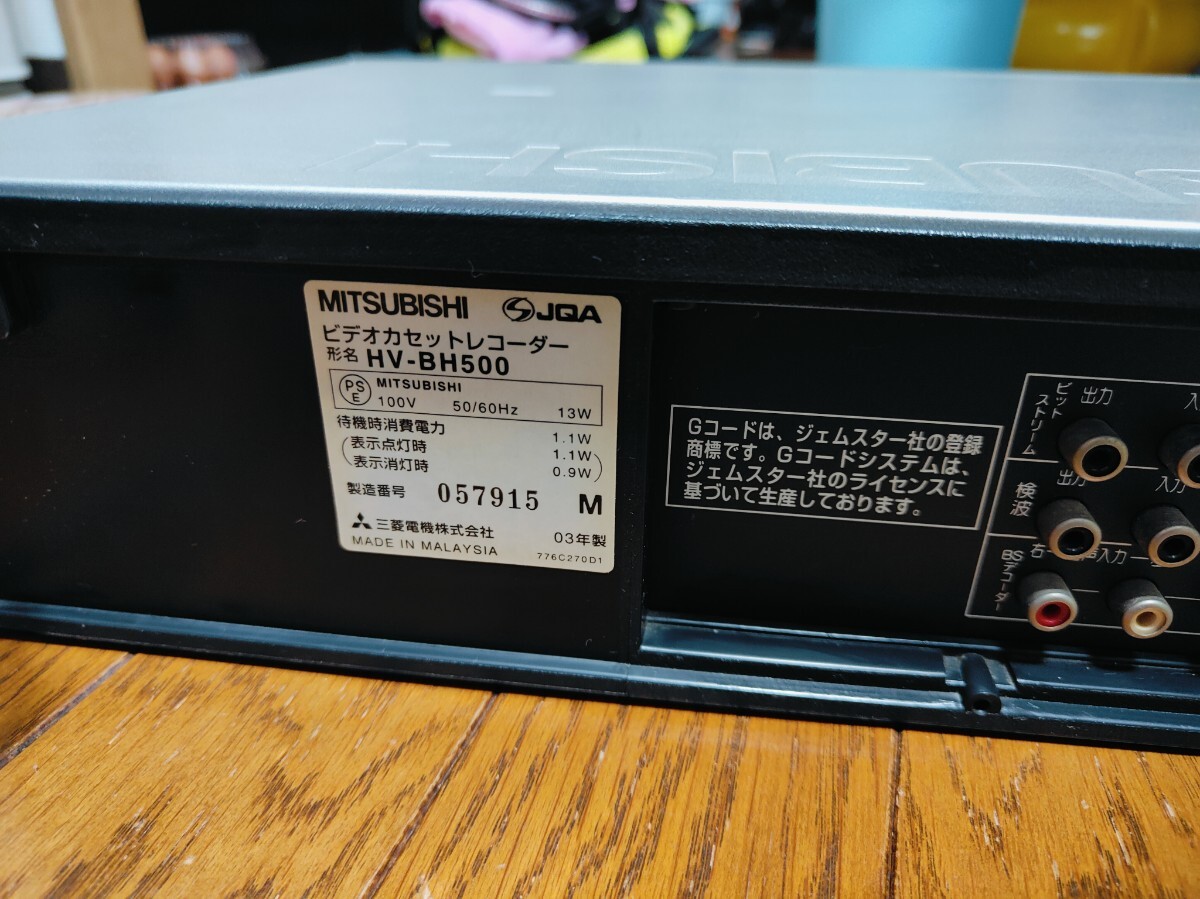 MITSUBISHI
MITSUBISHI JQA
ビデオカセットレコーダー
形名 HV-BH500
PSE MITSUBISHI
100V 50/60Hz 13W
待機時消費電力 1.1W
(表示点灯時 1.1W
表示消灯時 0.9W)
製造番号 057915 M
三菱電機株式会社 03年製
MADE IN MALAYSIA 776C270D1
Gコードは、ジェムスター社の登録
商標です。Gコードシステムは、
ジェムスター社のライセンスに
基づいて生産しております。
ビット
ストリーム
出力
検波
出力
入力
BSデコーダー
右
入力